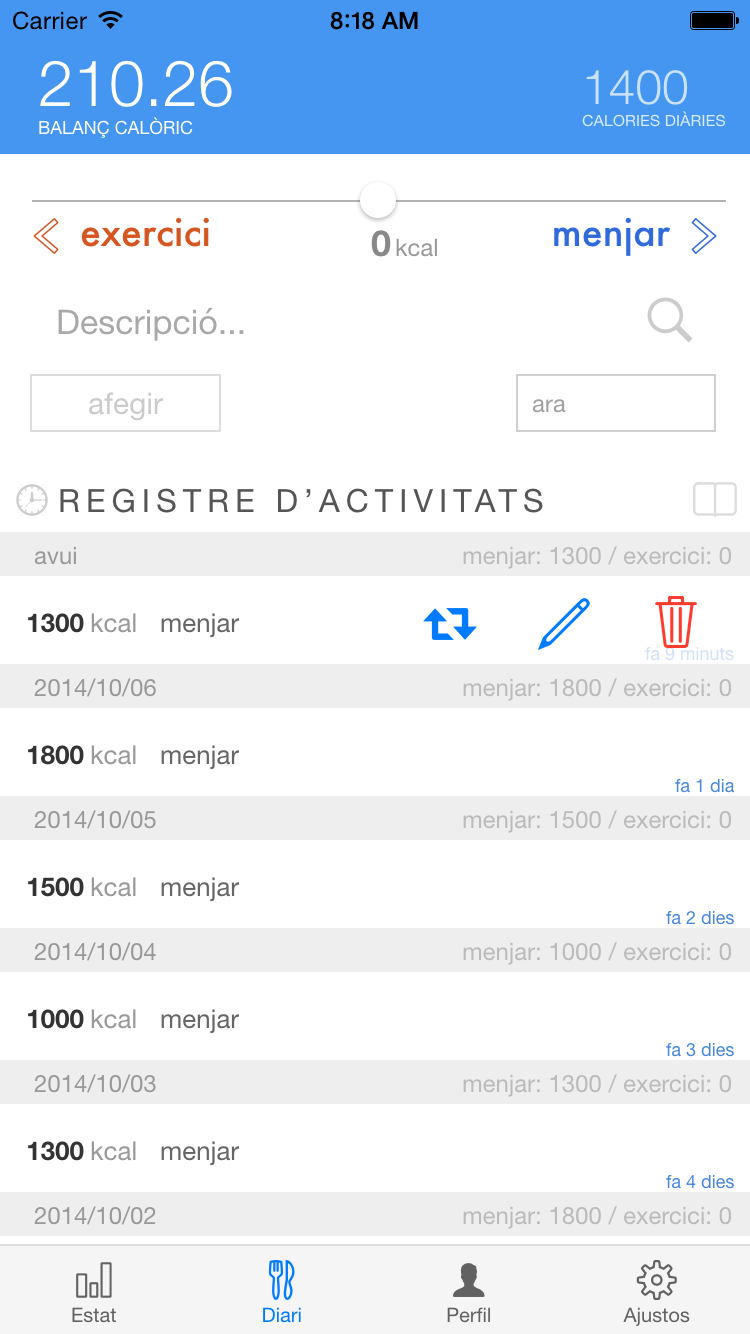 Carrier 8:18 AM
210.26 1400
BALANÇ CALÒRIC CALORIES DIÀRIES
exercici 0 kcal menjar
Descripció...
afegir ara
REGISTRE D’ACTIVITATS
avui menjar: 1300 / exercici: 0
1300 kcal menjar
fa 9 minuts
2014/10/06 menjar: 1800 / exercici: 0
1800 kcal menjar
fa 1 dia
2014/10/05 menjar: 1500 / exercici: 0
1500 kcal menjar
fa 2 dies
2014/10/04 menjar: 1000 / exercici: 0
1000 kcal menjar
fa 3 dies
2014/10/03 menjar: 1300 / exercici: 0
1300 kcal menjar
fa 4 dies
2014/10/02 menjar: 1800 / exercici: 0
Estat Diari Perfil Ajustos